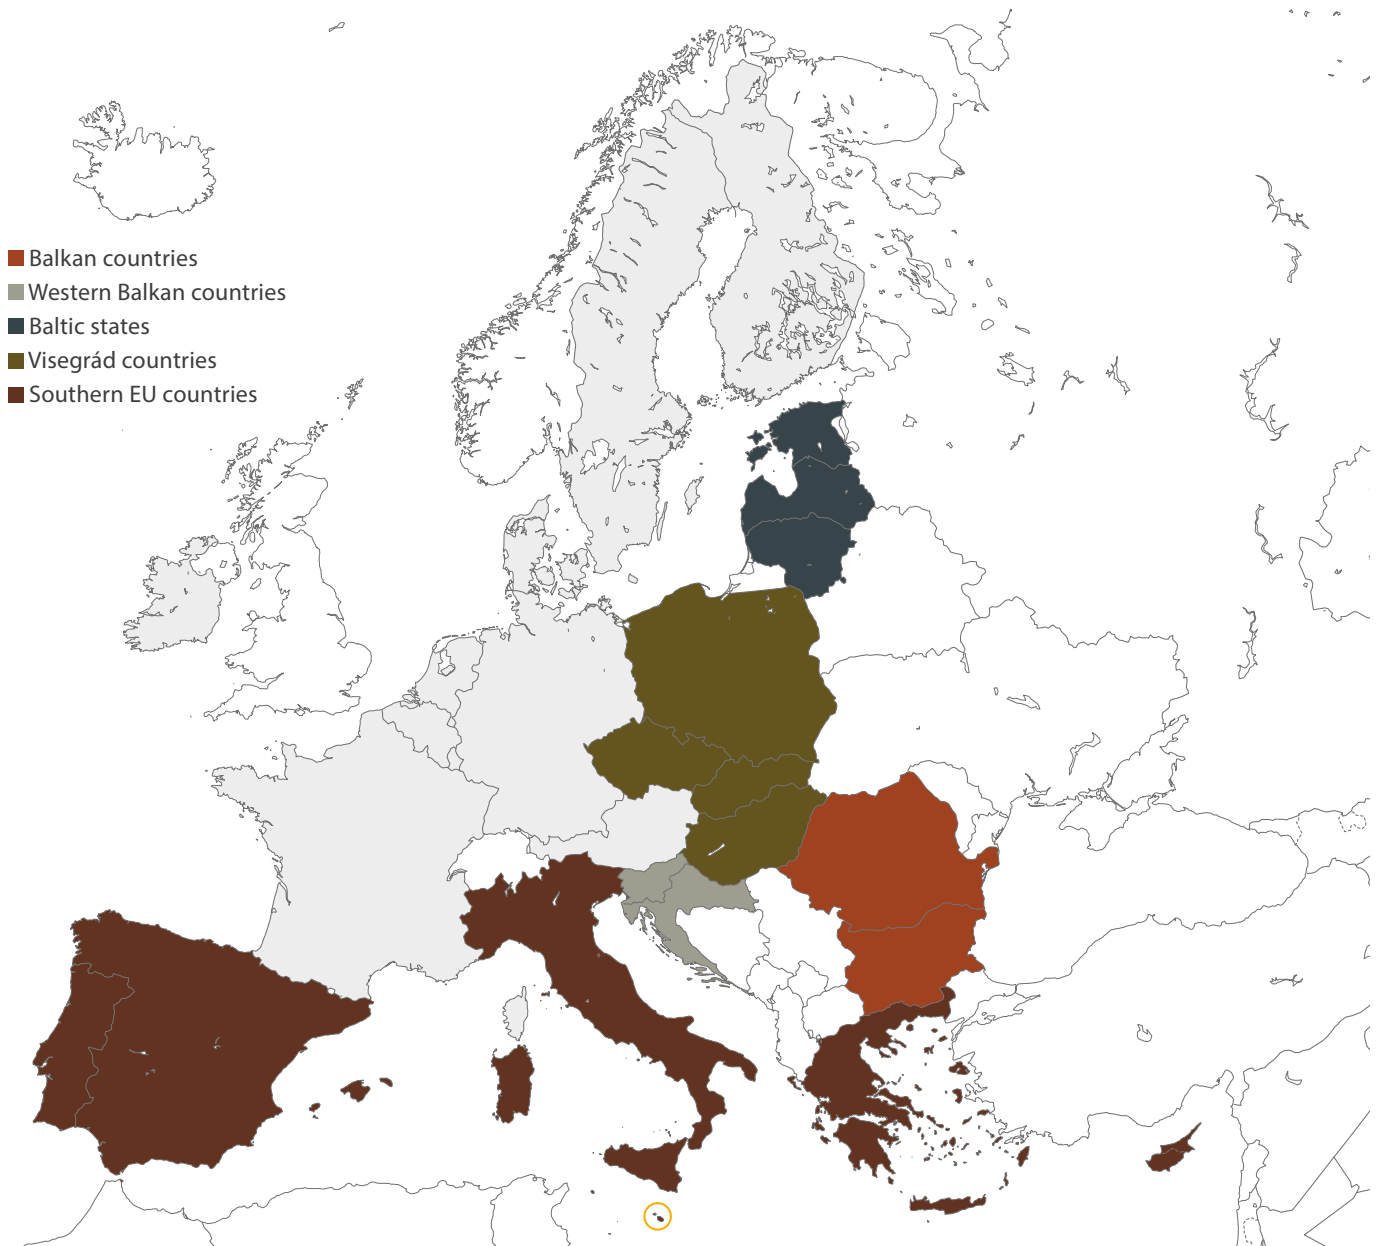 Balkan countries
Western Balkan countries
Baltic states
Visegrád countries
Southern EU countries